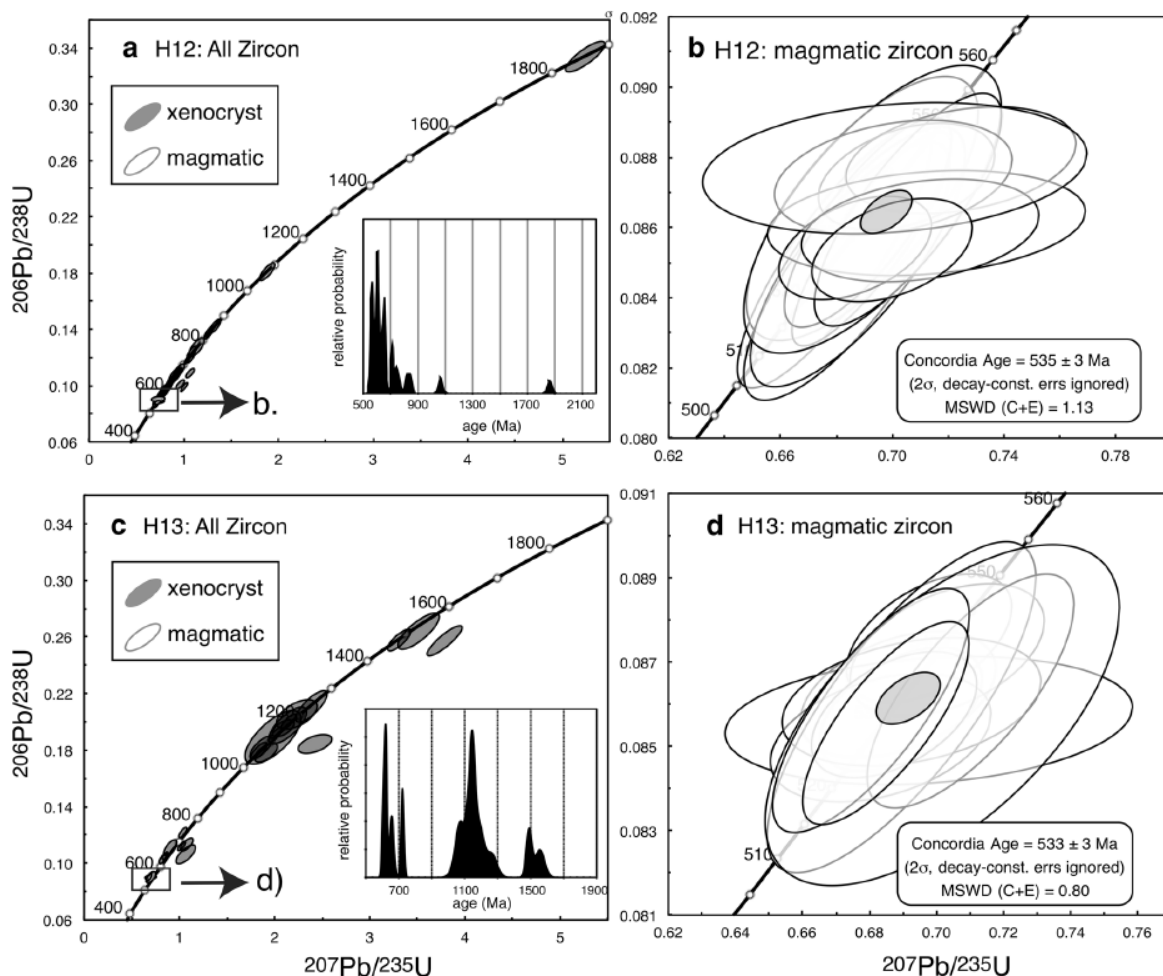 σ
a H12: All Zircon
xenocryst
magmatic
0.34
0.30
0.26
0.22
0.18
0.14
0.10
0.06
206Pb/238U
1800
1600
1400
1200
1000
800
600
400
b.
relative probability
500 900 1300 1700 2100
age (Ma)
0 1 2 3 4 5
b H12: magmatic zircon
0.092
0.090
0.088
0.086
0.084
0.082
0.080
560
550
51
500
Concordia Age = 535 ± 3 Ma
(2σ, decay-const. errs ignored)
MSWD (C+E) = 1.13
0.62 0.66 0.70 0.74 0.78
c H13: All Zircon
xenocryst
magmatic
0.34
0.30
0.26
0.22
0.18
0.14
0.10
0.06
206Pb/238U
1800
1600
1400
1200
1000
800
600
400
d)
relative probability
700 1100 1500 1900
age (Ma)
0 1 2 3 4 5
207Pb/235U
d H13: magmatic zircon
0.091
0.089
0.087
0.085
0.083
0.081
560
550
510
Concordia Age = 533 ± 3 Ma
(2σ, decay-const. errs ignored)
MSWD (C+E) = 0.80
0.62 0.64 0.66 0.68 0.70 0.72 0.74 0.76
207Pb/235U